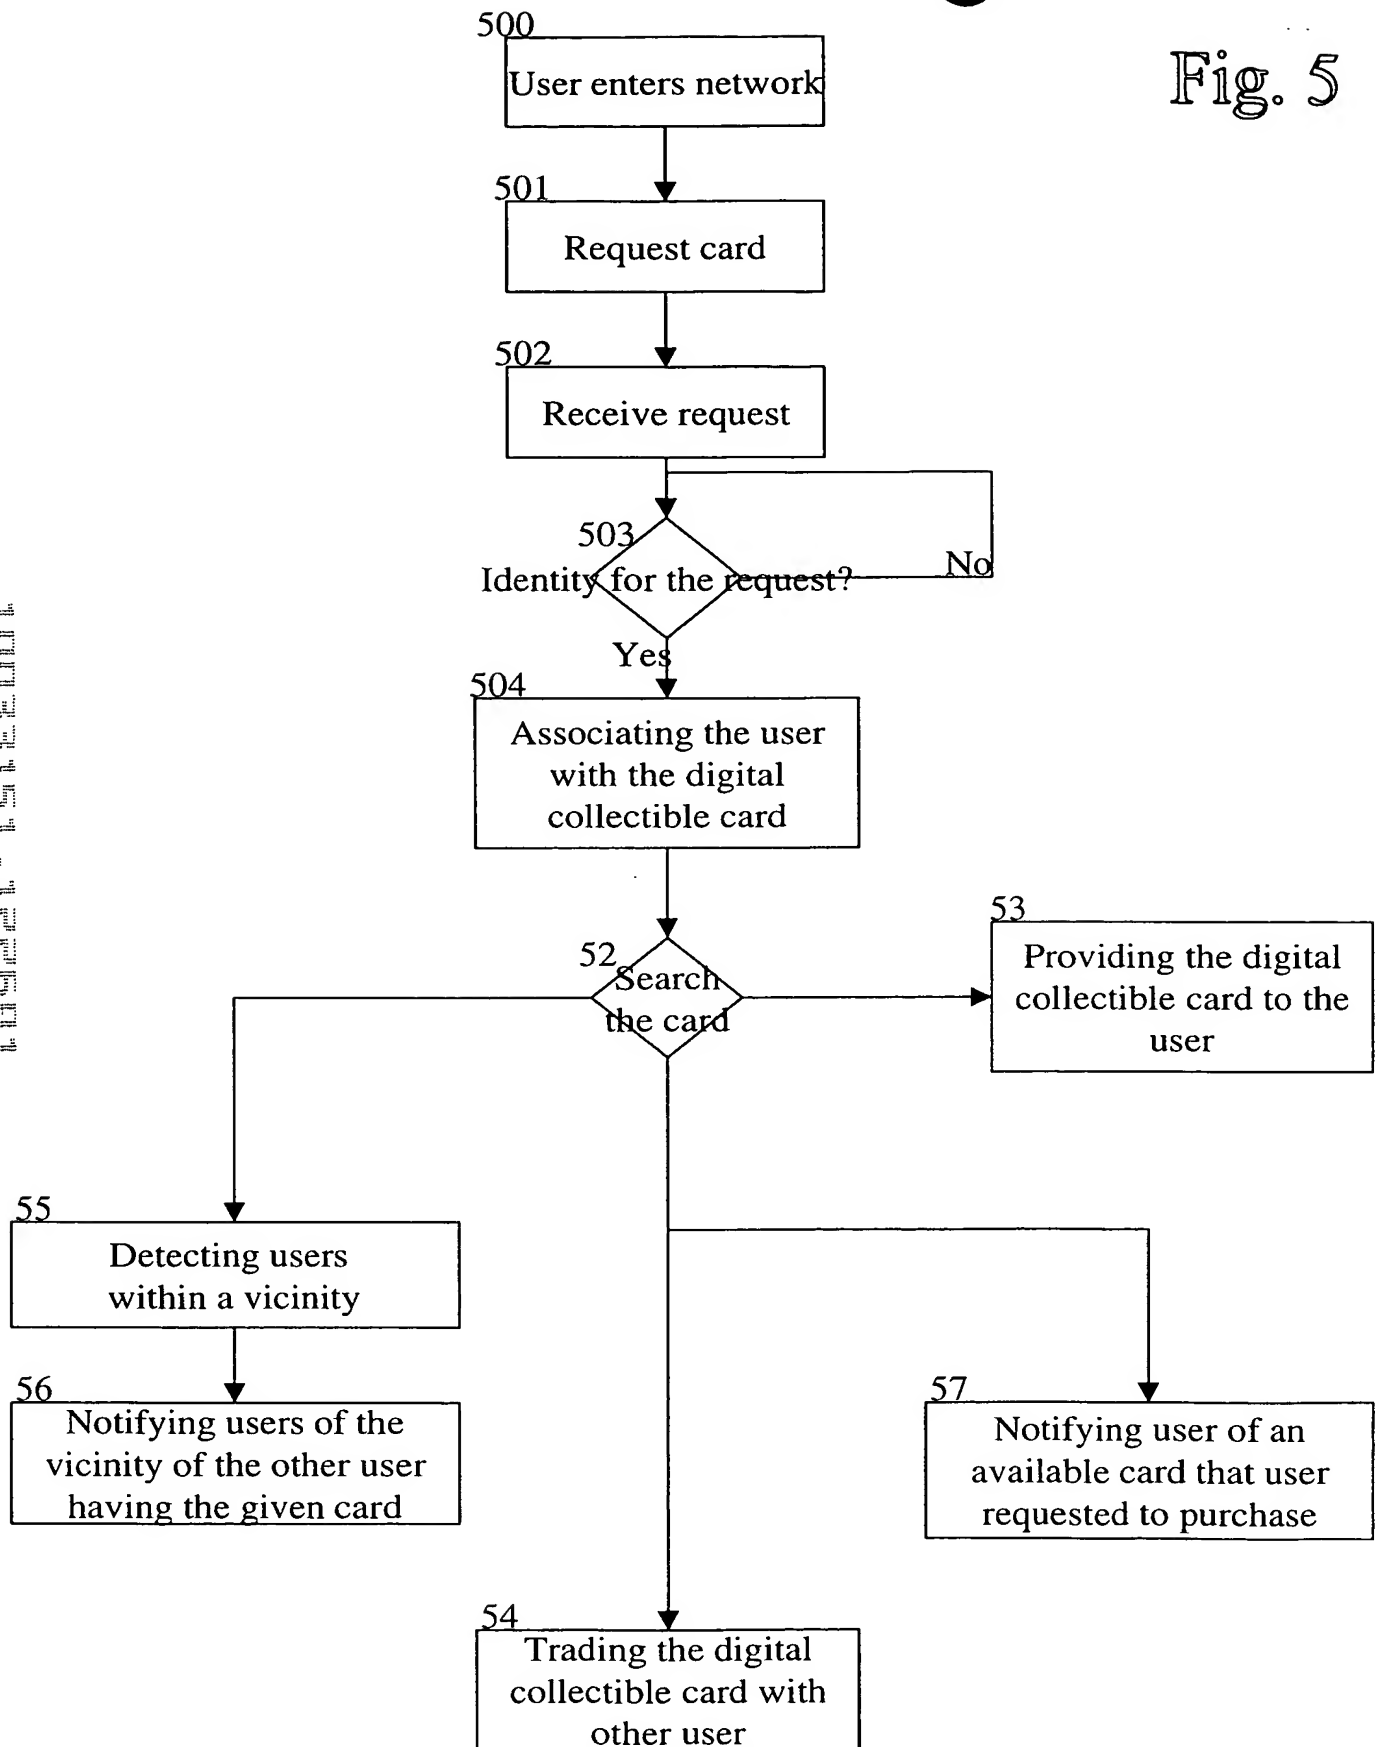 500
Fig. 5
User enters network
501
Request card
502
Receive request
503
Identity for the request?
No
Yes
504
Associating the user
with the digital
collectible card
52
Search
the card
53
Providing the digital
collectible card to the
user
55
Detecting users
within a vicinity
56
Notifying users of the
vicinity of the other user
having the given card
57
Notifying user of an
available card that user
requested to purchase
54
Trading the digital
collectible card with
other user